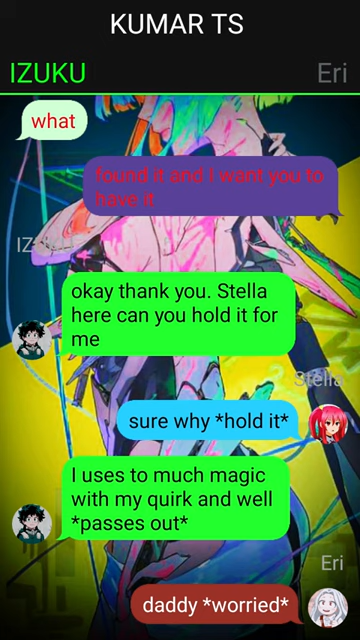 KUMAR TS
IZUKU
Eri
what
found it and I want you to
have it
IZUKU
okay thank you. Stella
here can you hold it for
me
Stella
sure why *hold it*
I uses to much magic
with my quirk and well
*passes out*
Eri
daddy *worried*